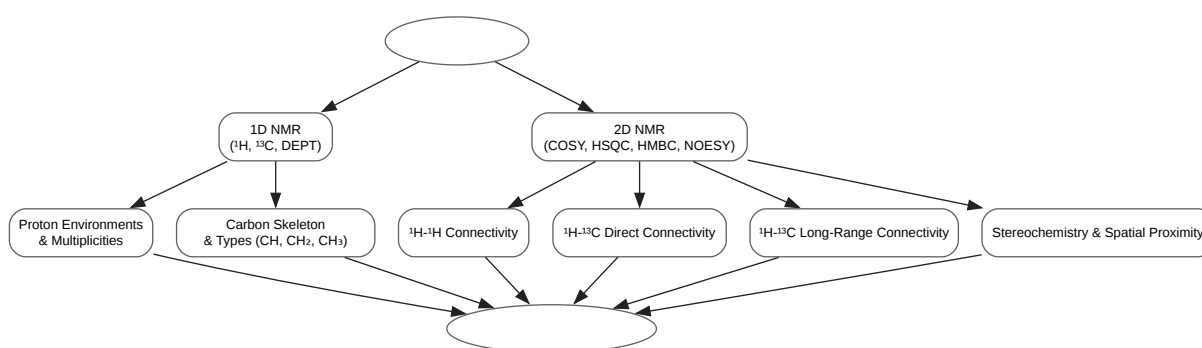 1D NMR
(¹H, ¹³C, DEPT)
2D NMR
(COSY, HSQC, HMBC, NOESY)
Proton Environments
& Multiplicities
Carbon Skeleton
& Types (CH, CH₂, CH₃)
¹H-¹H Connectivity
¹H-¹³C Direct Connectivity
¹H-¹³C Long-Range Connectivity
Stereochemistry & Spatial Proximity